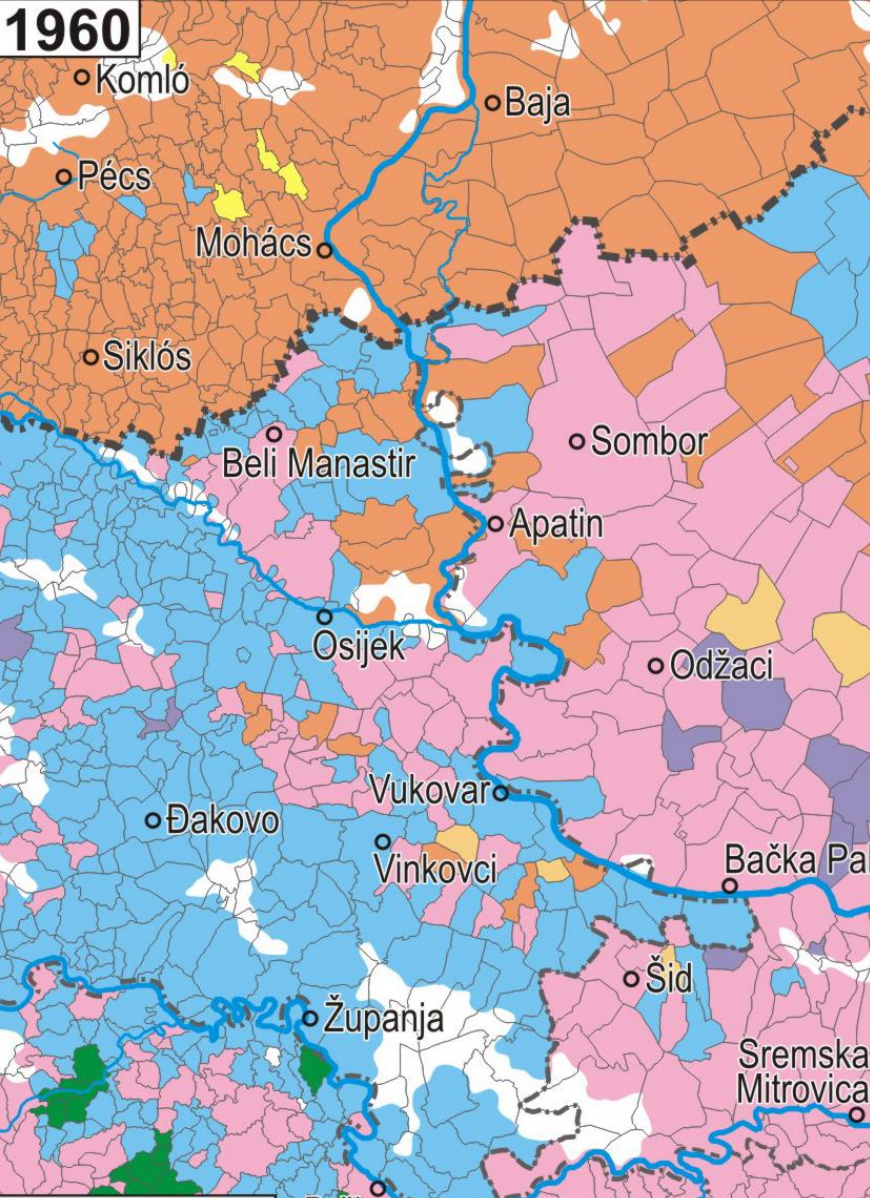 1960
Komló
Baja
Pécs
Mohács
Siklós
Beli Manastir
Sombor
Apatin
Osijek
Odžaci
Vukovar
Đakovo
Vinkovci
Bačka Pal
Šid
Županja
Sremska
Mitrovica